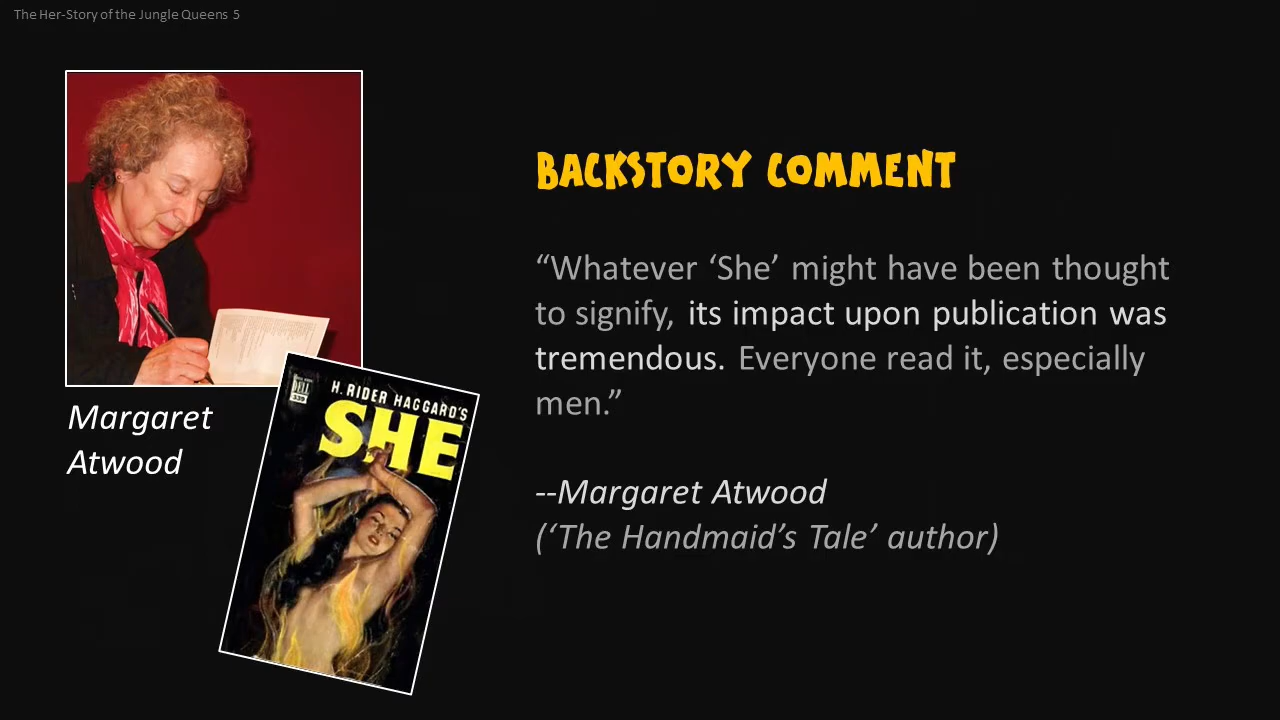 The Her-Story of the Jungle Queens 5
Margaret
Atwood
DELL
339
H. RIDER HAGGARD'S
SHE
BACKSTORY COMMENT
“Whatever ‘She’ might have been thought
to signify, its impact upon publication was
tremendous. Everyone read it, especially
men.”
--Margaret Atwood
(‘The Handmaid’s Tale’ author)